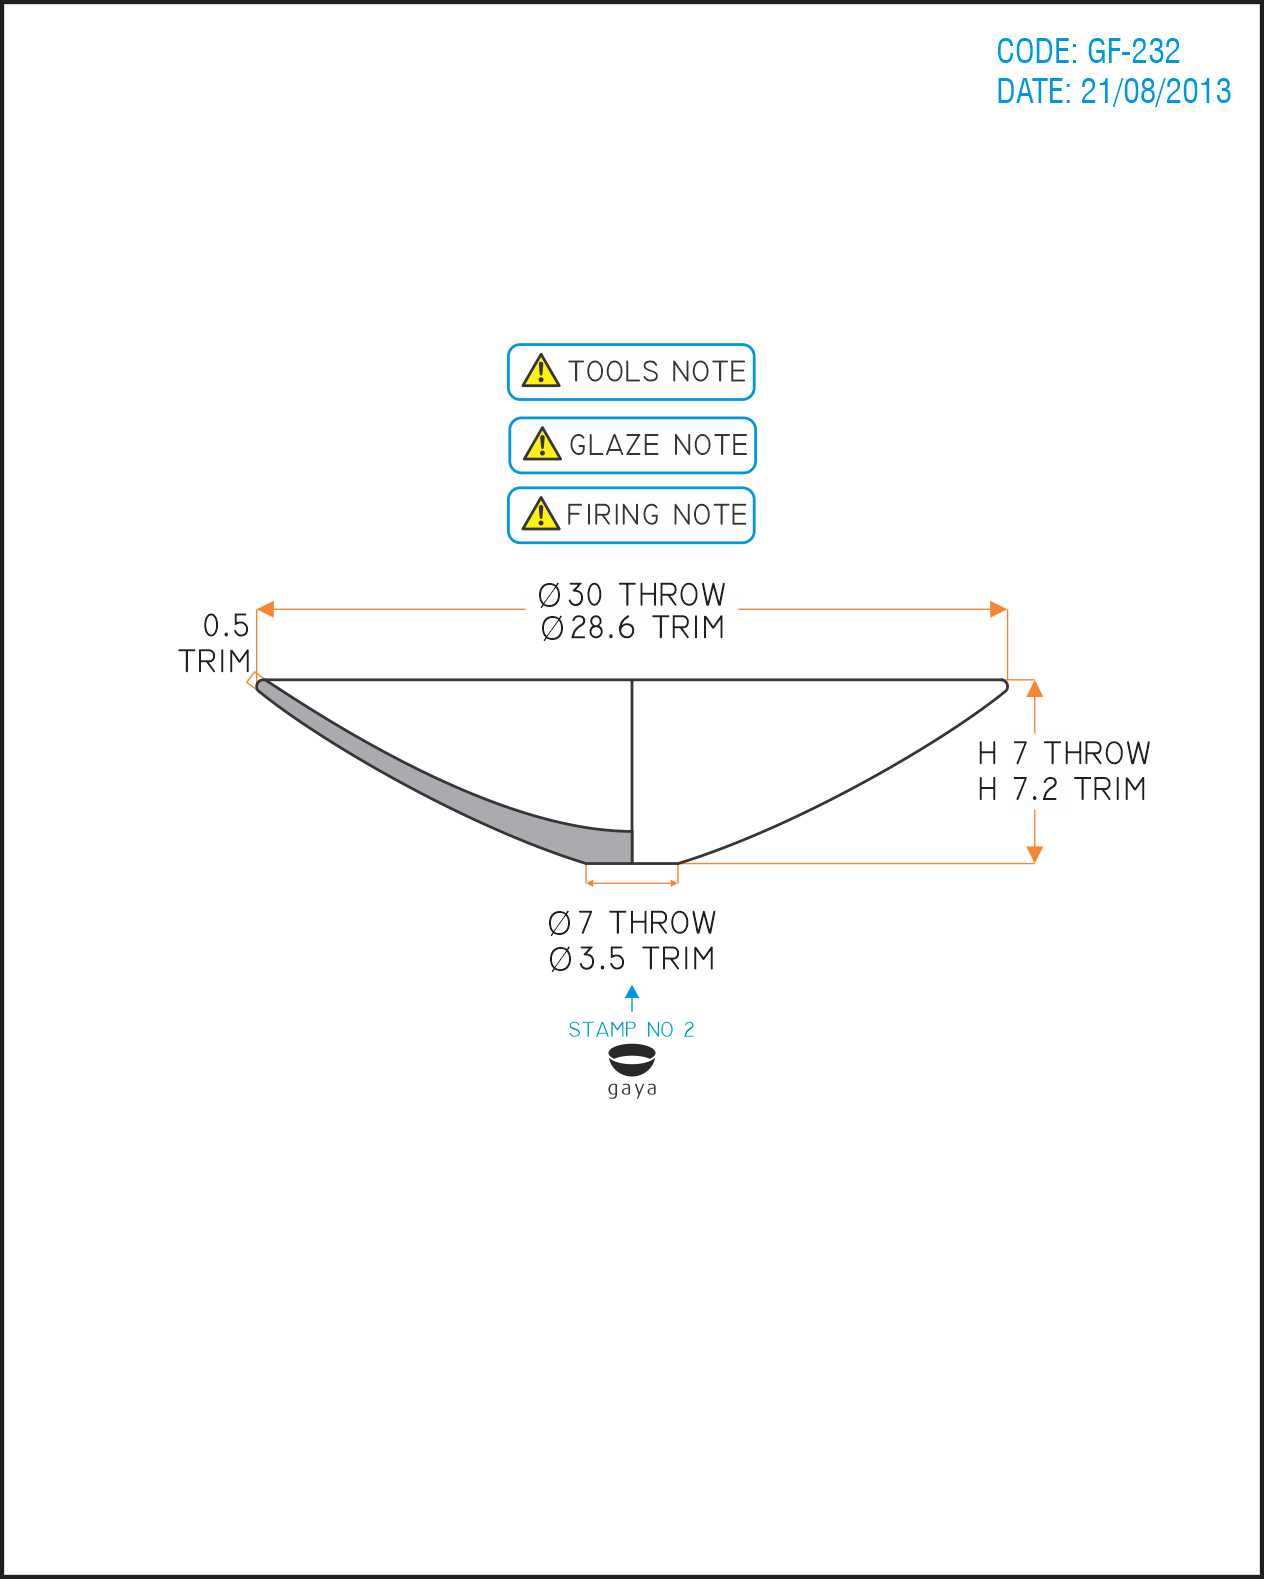 CODE: GF-232
DATE: 21/08/2013
TOOLS NOTE
GLAZE NOTE
FIRING NOTE
Ø30 THROW
Ø28.6 TRIM
0.5
TRIM
H 7 THROW
H 7.2 TRIM
Ø7 THROW
Ø3.5 TRIM
STAMP NO 2
gaya